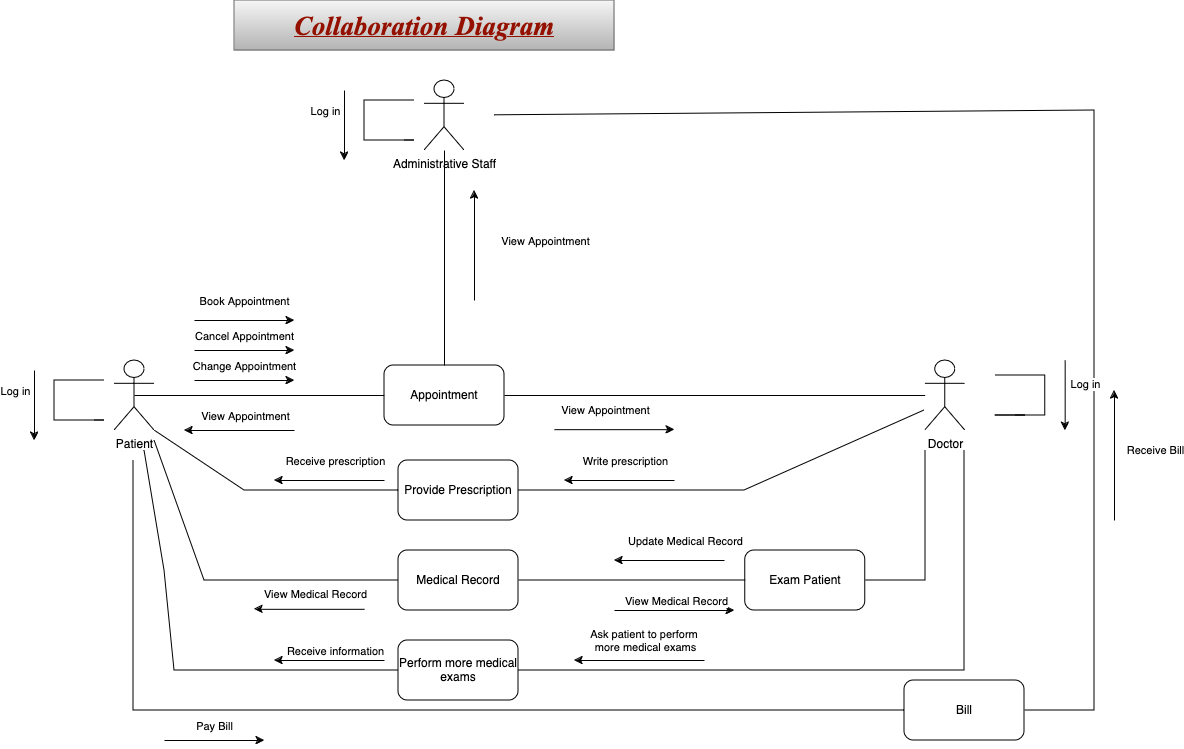 Collaboration Diagram
Log in
Administrative Staff
View Appointment
Book Appointment
Cancel Appointment
Change Appointment
Log in
Patient
Appointment
View Appointment
View Appointment
Log in
Doctor
Receive Bill
Receive prescription
Write prescription
Provide Prescription
Update Medical Record
Medical Record
Exam Patient
View Medical Record
View Medical Record
Ask patient to perform
more medical exams
Receive information
Perform more medical
exams
Bill
Pay Bill